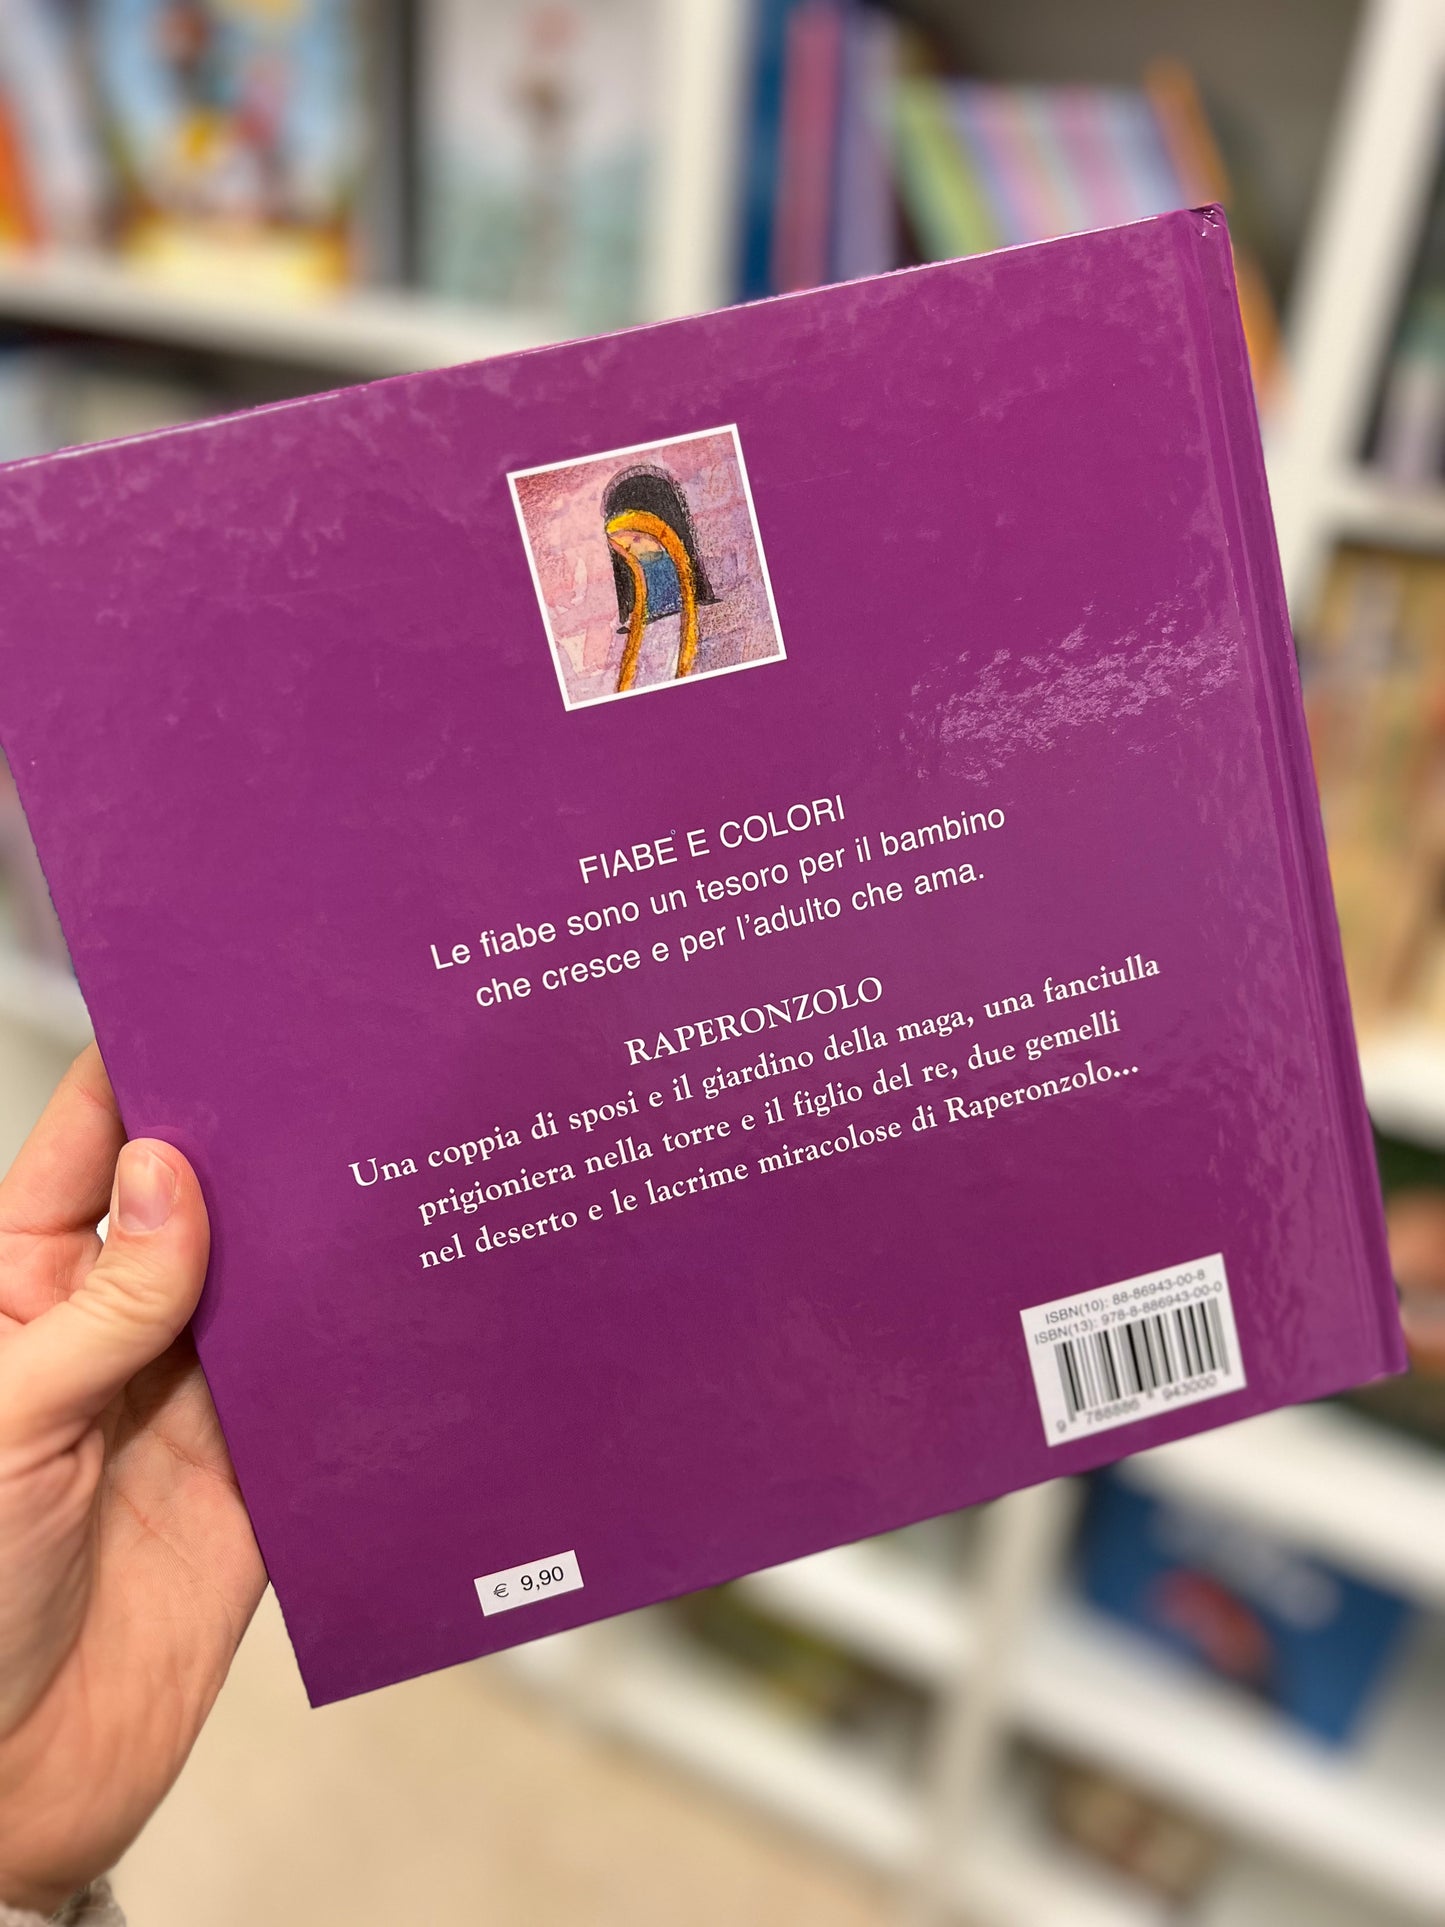 FIABE° E COLORI
Le fiabe sono un tesoro per il bambino
che cresce e per l'adulto che ama.
RAPERONZOLO
Una coppia di sposi e il giardino della maga, una fanciulla
prigioniera nella torre e il figlio del re, due gemelli
nel deserto e le lacrime miracolose di Raperonzolo...
ISBN(10): 88-86943-00-8
ISBN(13): 978-8-886943-00-0
9 788886 943000
€ 9,90